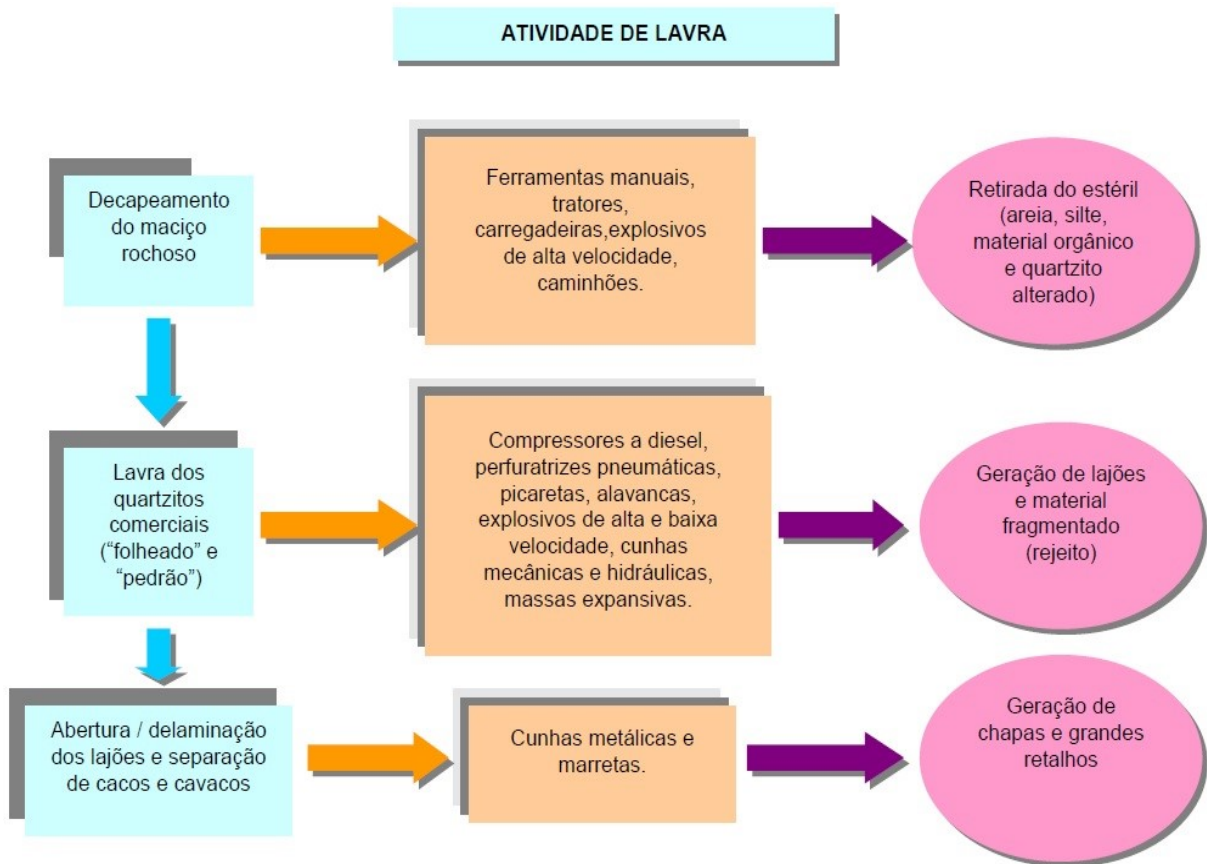 ATIVIDADE DE LAVRA
Decapeamento
do maciço
rochoso
Ferramentas manuais,
tratores,
carregadeiras,explosivos
de alta velocidade,
caminhões.
Retirada do estéril
(areia, silte,
material orgânico
e quartzito
alterado)
Lavra dos
quartzitos
comerciais
(“folheado” e
“pedrão”)
Compressores a diesel,
perfuratrizes pneumáticas,
picaretas, alavancas,
explosivos de alta e baixa
velocidade, cunhas
mecânicas e hidráulicas,
massas expansivas.
Geração de lajões
e material
fragmentado
(rejeito)
Abertura / delaminação
dos lajões e separação
de cacos e cavacos
Cunhas metálicas e
marretas.
Geração de
chapas e grandes
retalhos